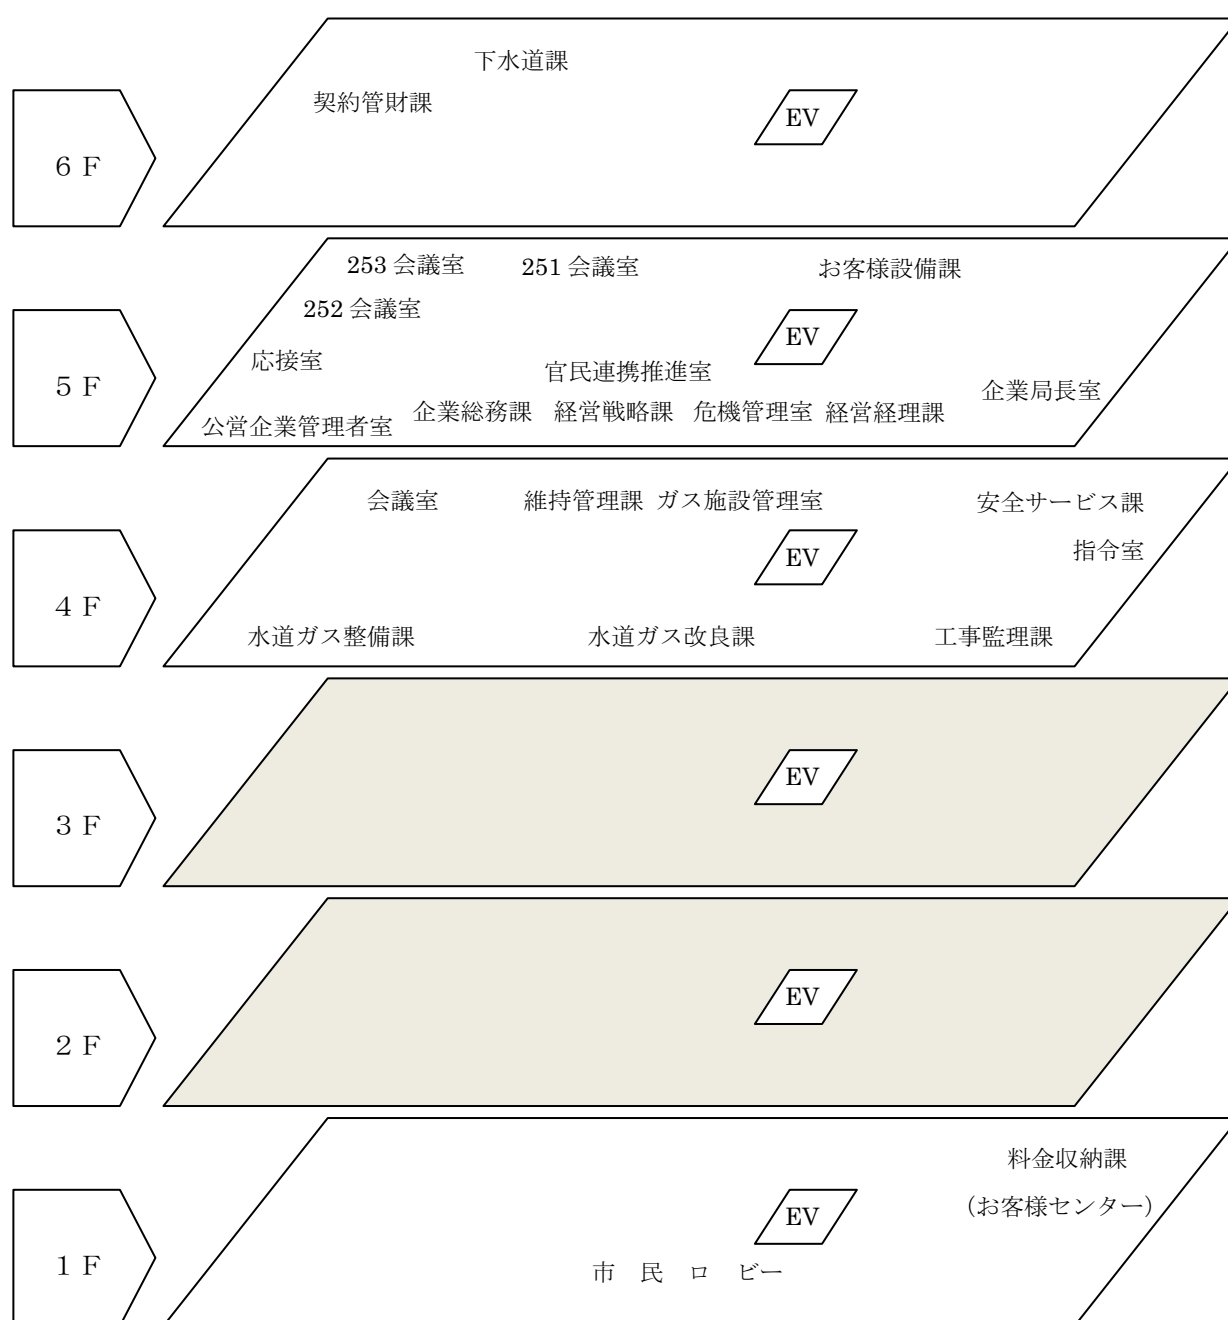 下水道課
契約管財課
EV
６Ｆ
253 会議室 251 会議室 お客様設備課
252 会議室
EV
応接室
官民連携推進室
５Ｆ
企業局長室
企業総務課 経営戦略課 危機管理室 経営経理課
公営企業管理者室
会議室 維持管理課 ガス施設管理室 安全サービス課
指令室
EV
４Ｆ
水道ガス整備課 水道ガス改良課 工事監理課
EV
３Ｆ
EV
２Ｆ
料金収納課
（お客様センター）
EV
１Ｆ
市 民 ロ ビー